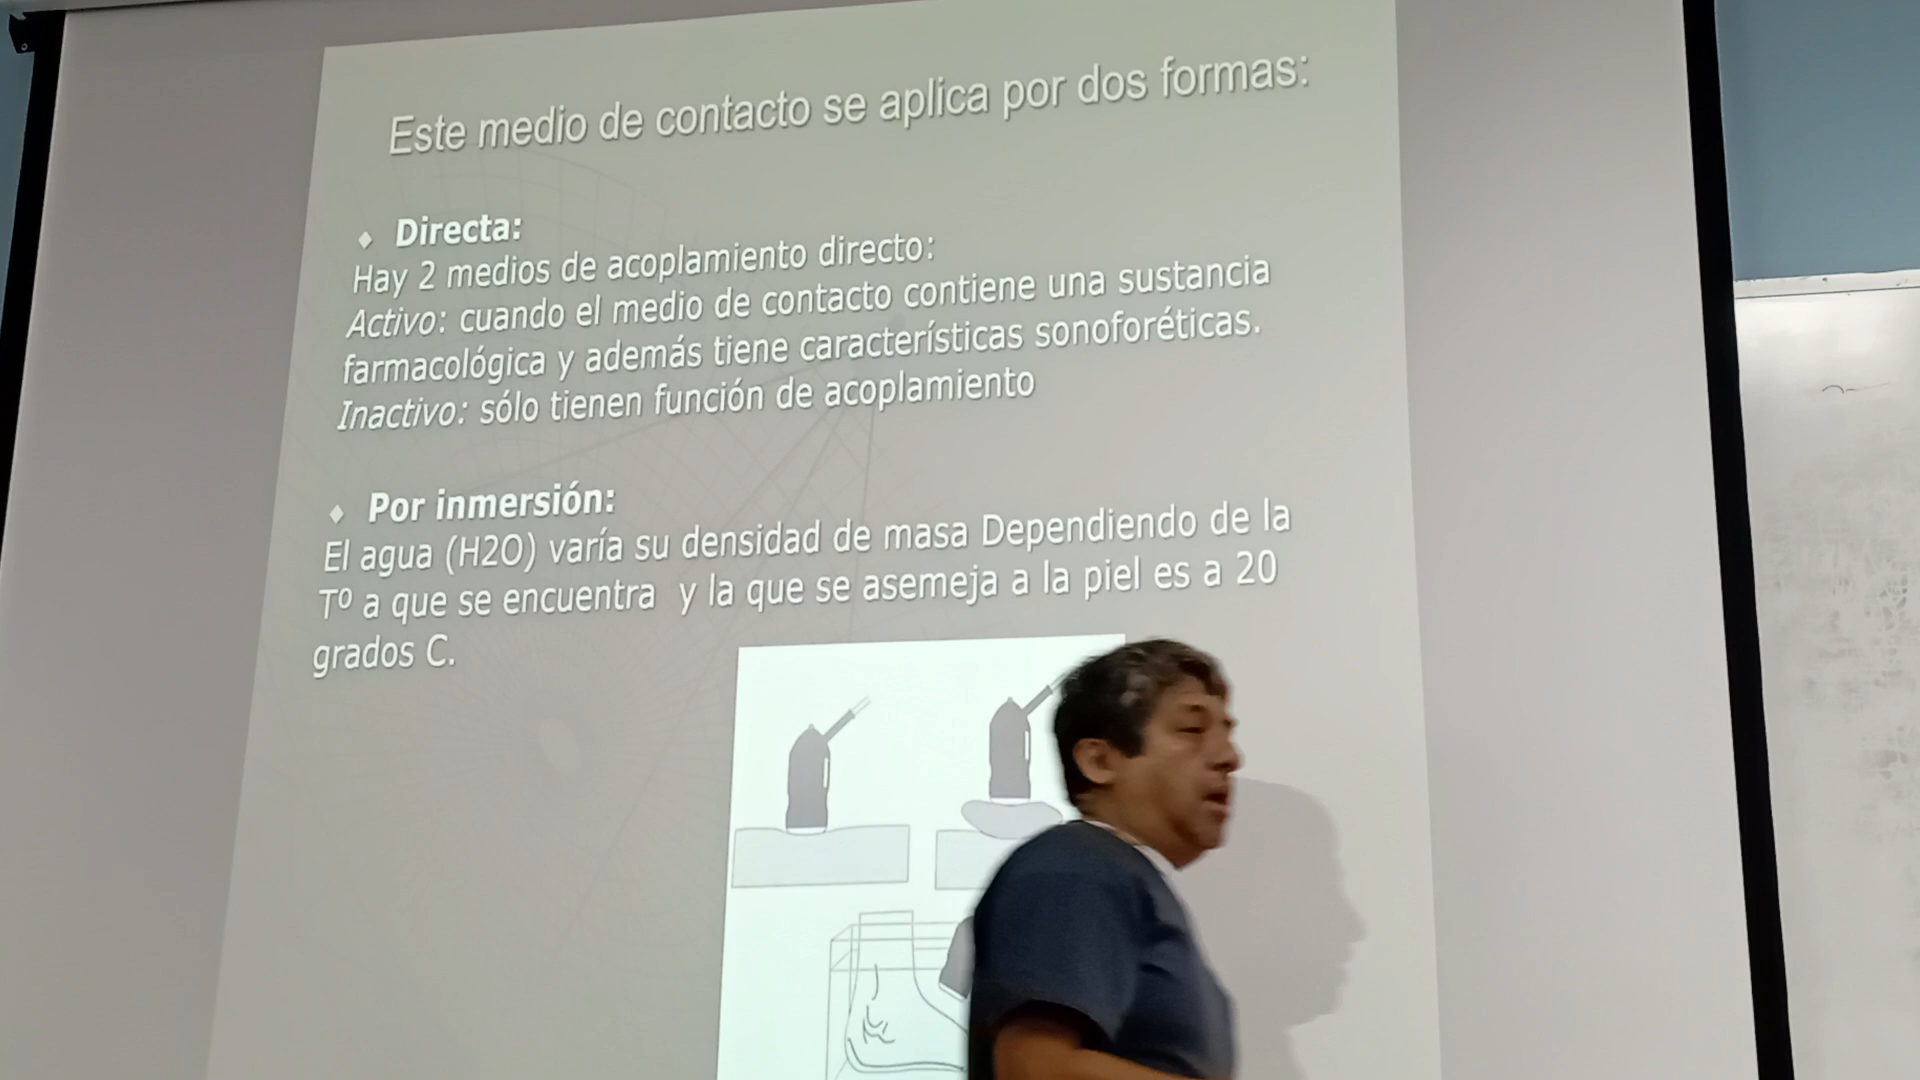 Este medio de contacto se aplica por dos formas:
♦ Directa:
Hay 2 medios de acoplamiento directo:
Activo: cuando el medio de contacto contiene una sustancia
farmacológica y además tiene características sonoforéticas.
Inactivo: sólo tienen función de acoplamiento
♦ Por inmersión:
El agua (H2O) varía su densidad de masa Dependiendo de la
Tº a que se encuentra y la que se asemeja a la piel es a 20
grados C.